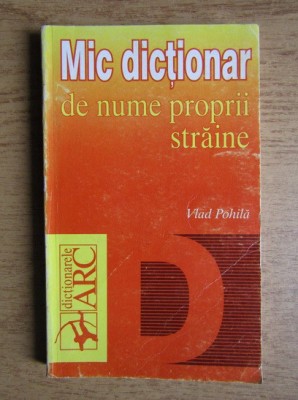 Mic dicționar
de nume proprii
străine
Vlad Pohilă
dicționarele
ARC
D